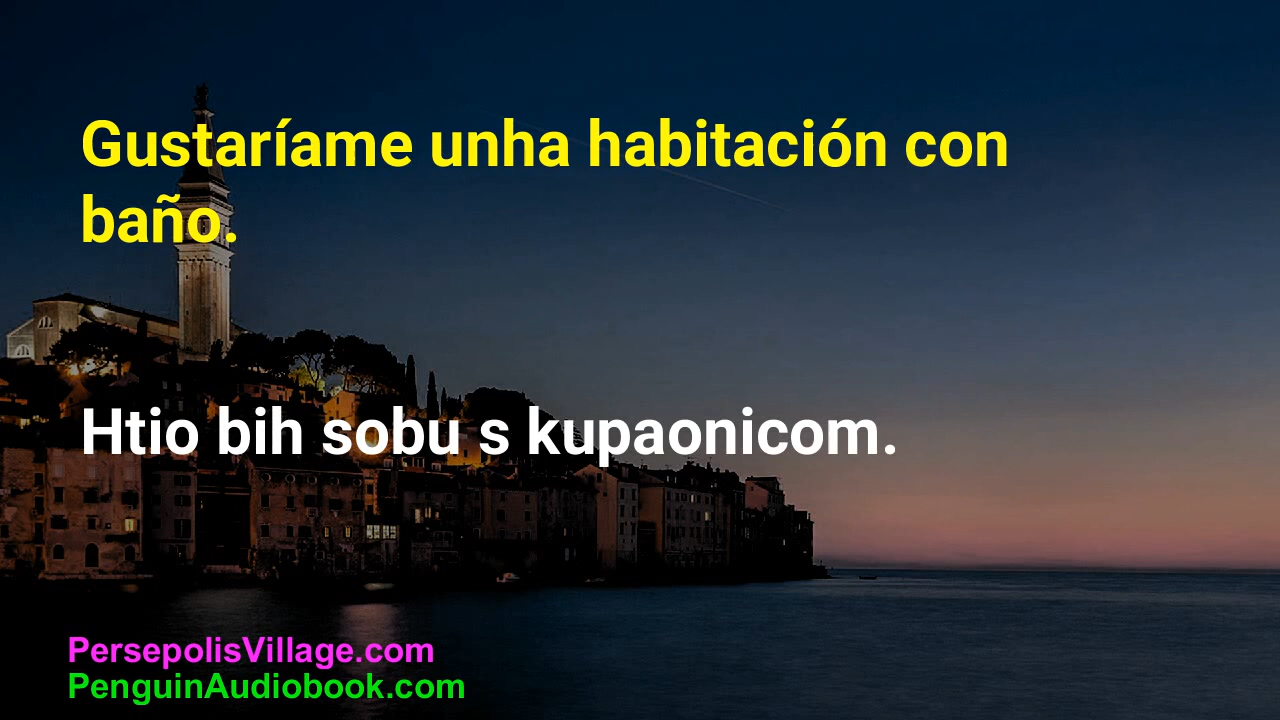 Gustaríame unha habitación con
baño.
Htio bih sobu s kupaonicom.
PersepolisVillage.com
PenguinAudiobook.com